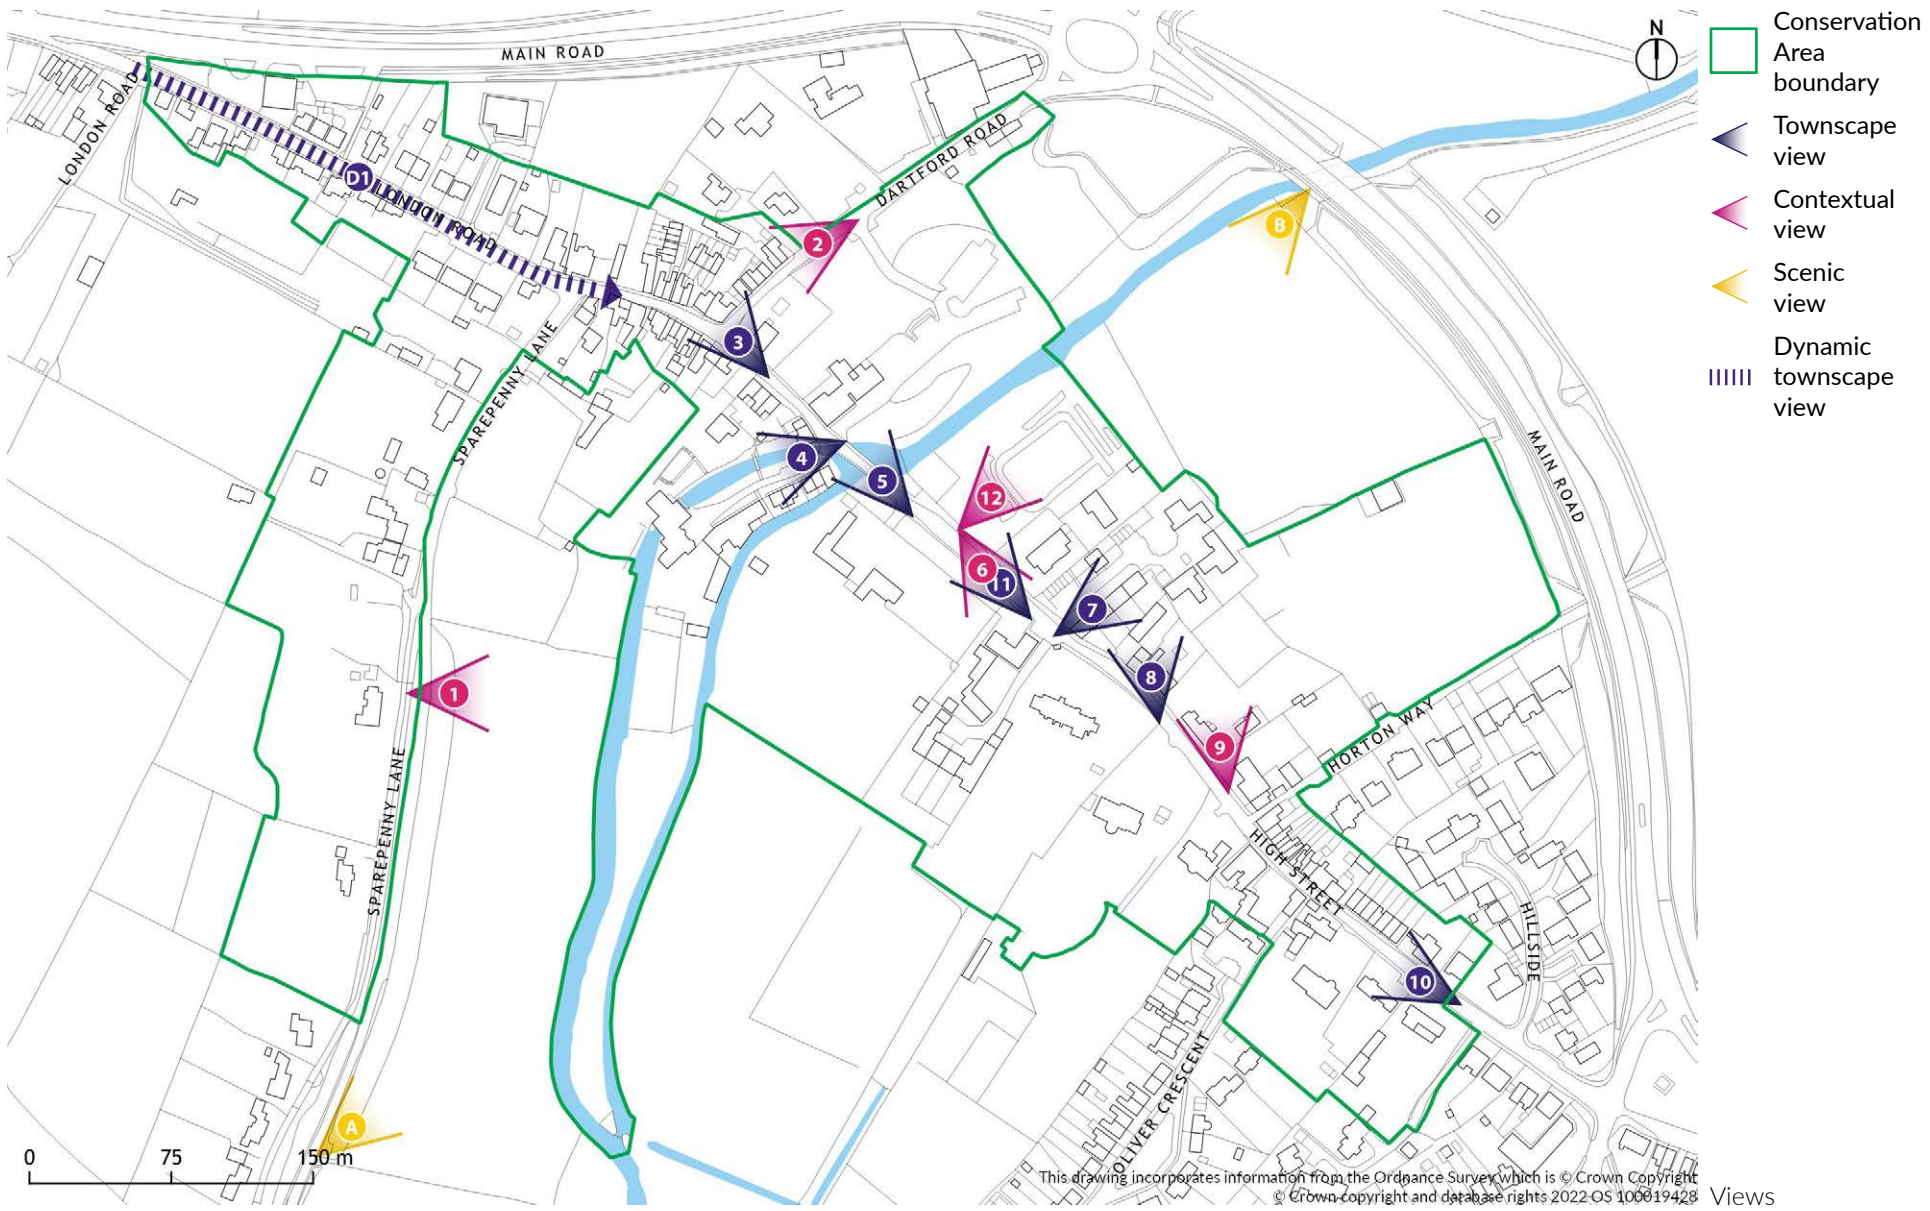 MAIN ROAD
N
LONDON ROAD
D1
LONDON ROAD
DARTFORD ROAD
2
B
3
SPAREPENNY LANE
4
5
12
6
11
7
8
MAIN ROAD
1
9
HORTON WAY
SPAREPENNY LANE
HIGH STREET
HILLSIDE
10
OLIVER CRESCENT
A
0 75 150 m
This drawing incorporates information from the Ordnance Survey which is © Crown Copyright
© Crown copyright and database rights 2022 OS 100019428
Conservation
Area
boundary
Townscape
view
Contextual
view
Scenic
view
Dynamic
townscape
view
Views